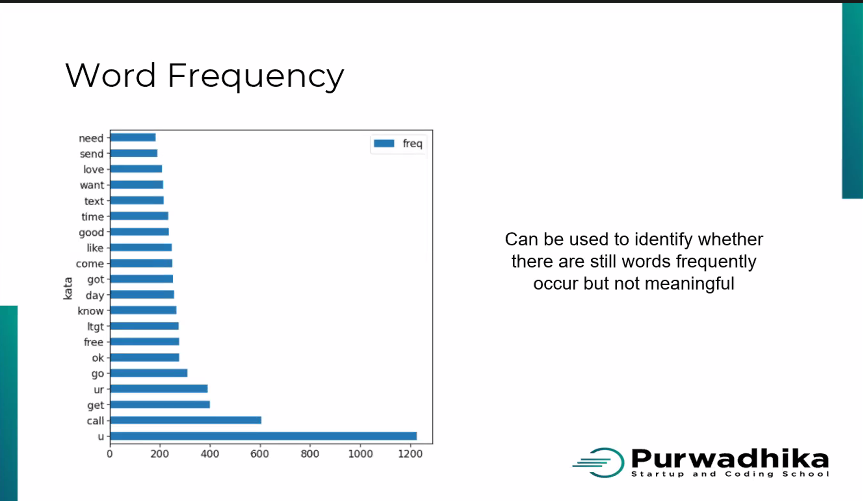 Word Frequency
need
send
love
want
text
time
good
like
come
got
day
know
ltgt
free
ok
go
ur
get
call
u
kata
freq
0 200 400 600 800 1000 1200
Can be used to identify whether
there are still words frequently
occur but not meaningful
Purwadhika
Startup and Coding School